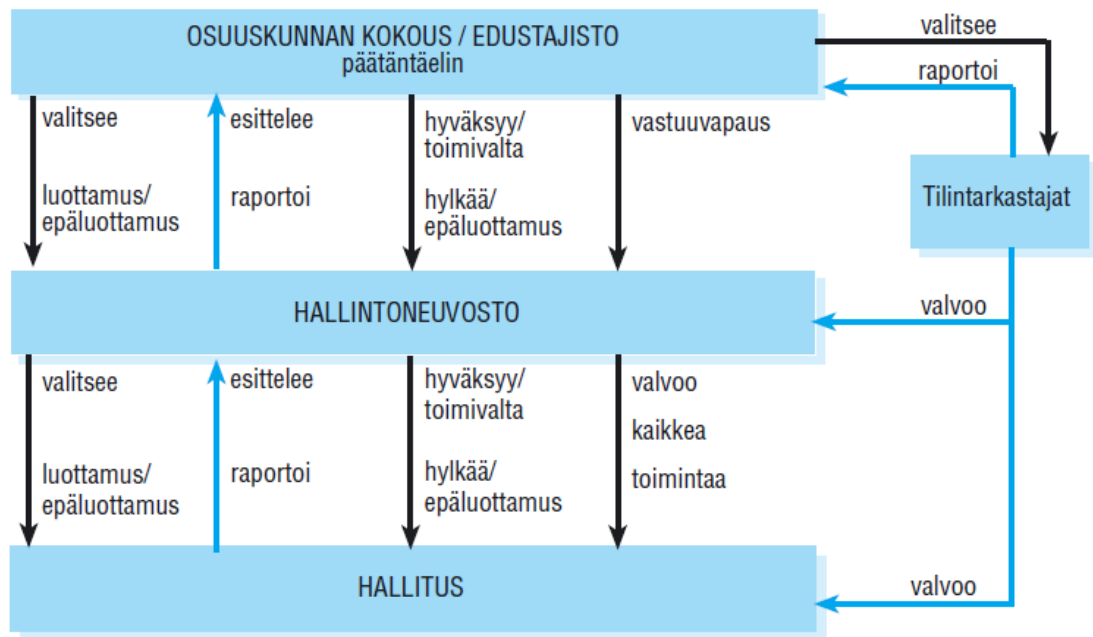 OSUUSKUNNAN KOKOUS / EDUSTAJISTO
päätäntäelin
valitsee
raportoi
valitsee
esittelee
hyväksyy/
toimivalta
vastuuvapaus
luottamus/
epäluottamus
raportoi
hylkää/
epäluottamus
Tilintarkastajat
HALLINTONEUVOSTO
valvoo
valitsee
esittelee
hyväksyy/
toimivalta
valvoo
kaikkea
toimintaa
luottamus/
epäluottamus
raportoi
hylkää/
epäluottamus
HALLITUS
valvoo